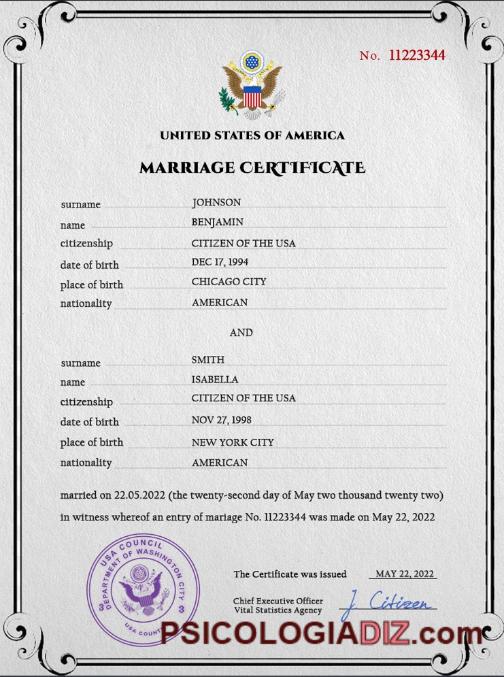 No. 11223344
UNITED STATES OF AMERICA
MARRIAGE CERTIFICATE
surname JOHNSON
name BENJAMIN
citizenship CITIZEN OF THE USA
date of birth DEC 17, 1994
place of birth CHICAGO CITY
nationality AMERICAN
AND
surname SMITH
name ISABELLA
citizenship CITIZEN OF THE USA
date of birth NOV 27, 1998
place of birth NEW YORK CITY
nationality AMERICAN
married on 22.05.2022 (the twenty-second day of May two thousand twenty two)
in witness whereof an entry of mariage No. 11223344 was made on May 22, 2022
USA COUNCIL
DEPARTMENT OF WASHINGTON CITY
3 3
The Certificate was issued MAY 22, 2022
Chief Executive Officer
Vital Statistics Agency
J Citizen
PSICOLOGIADIZ.com